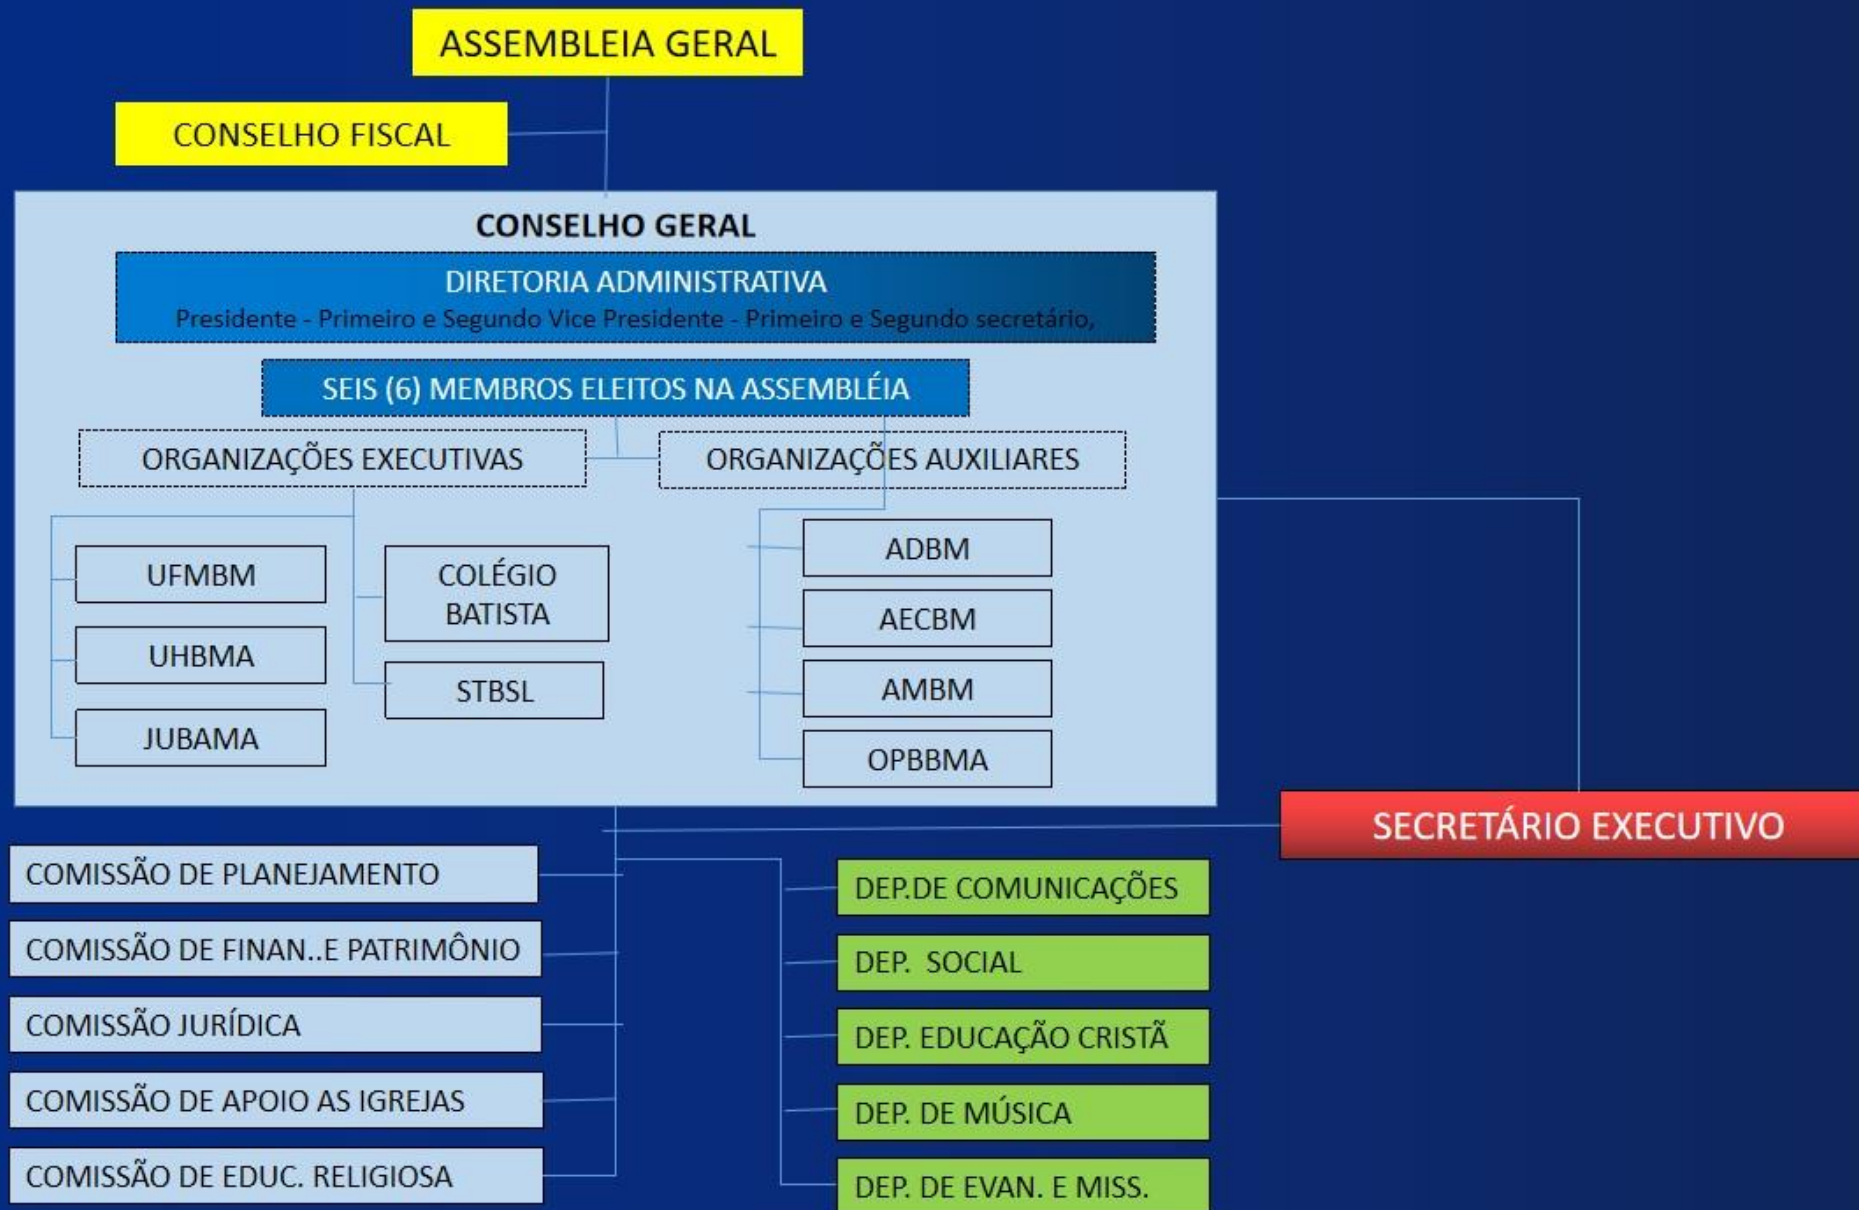 ASSEMBLEIA GERAL
CONSELHO FISCAL
CONSELHO GERAL
DIRETORIA ADMINISTRATIVA
Presidente - Primeiro e Segundo Vice Presidente - Primeiro e Segundo secretário,
SEIS (6) MEMBROS ELEITOS NA ASSEMBLÉIA
ORGANIZAÇÕES EXECUTIVAS
ORGANIZAÇÕES AUXILIARES
UFMBM
UHBMA
JUBAMA
COLÉGIO
BATISTA
STBSL
ADBM
AECBM
AMBM
OPBBMA
SECRETÁRIO EXECUTIVO
COMISSÃO DE PLANEJAMENTO
COMISSÃO DE FINAN..E PATRIMÔNIO
COMISSÃO JURÍDICA
COMISSÃO DE APOIO AS IGREJAS
COMISSÃO DE EDUC. RELIGIOSA
DEP.DE COMUNICAÇÕES
DEP. SOCIAL
DEP. EDUCAÇÃO CRISTÃ
DEP. DE MÚSICA
DEP. DE EVAN. E MISS.